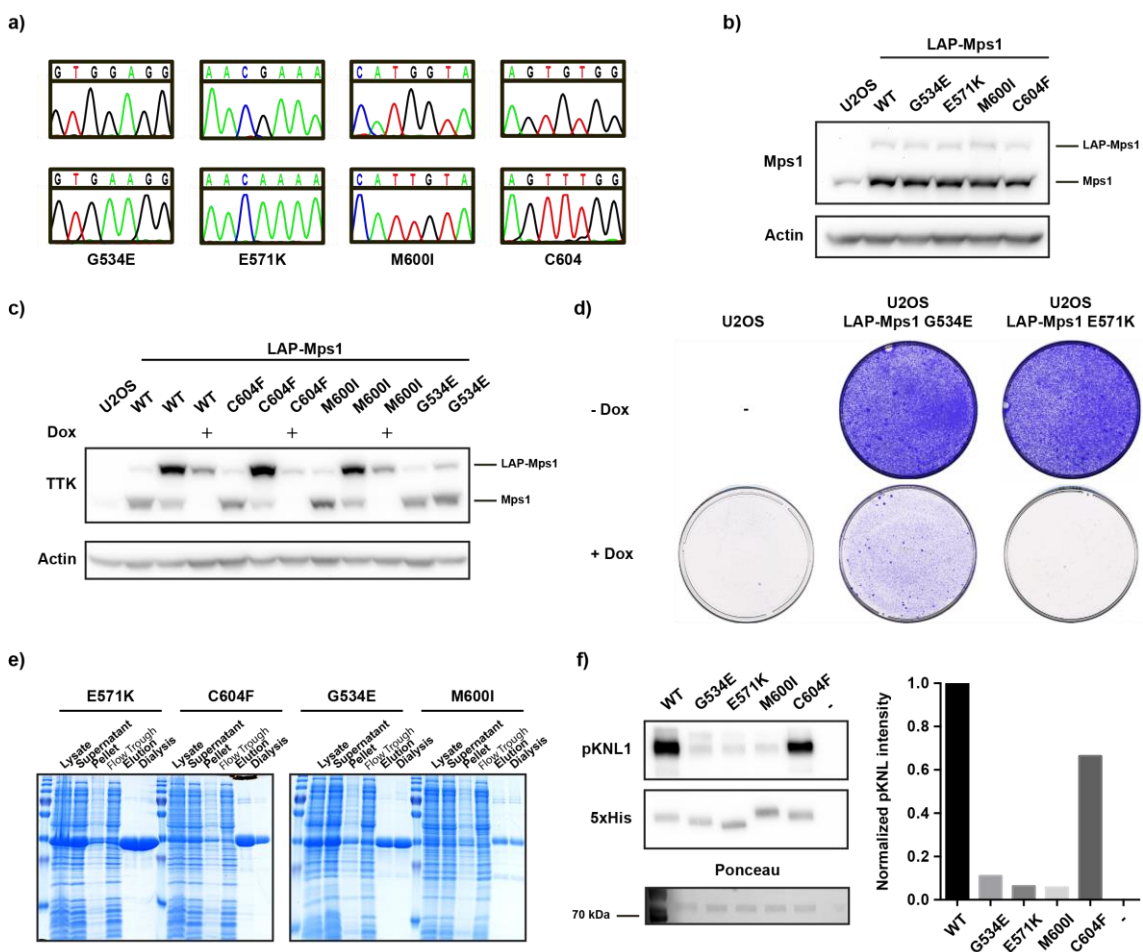 a)
G T G G A G G
A A C G A A A
C A T G G T A
A G T G T G G
G T G A A G G
A A C A A A A
C A T T G T A
A G T T T G G
G534E
E571K
M600I
C604
b)
LAP-Mps1
U2OS
WT
G534E
E571K
M600I
C604F
Mps1
LAP-Mps1
Mps1
Actin
c)
LAP-Mps1
U2OS
WT
WT
WT
C604F
C604F
C604F
M600I
M600I
M600I
G534E
G534E
Dox + + +
TTK
LAP-Mps1
Mps1
Actin
d)
U2OS
U2OS
LAP-Mps1 G534E
U2OS
LAP-Mps1 E571K
- Dox
-
+ Dox
e)
E571K
C604F
G534E
M600I
Lysate
Supernatant
Pellet
Flow Trough
Elution
Dialysis
Lysate
Supernatant
Pellet
Flow Trough
Elution
Dialysis
Lysate
Supernatant
Pellet
Flow Trough
Elution
Dialysis
Lysate
Supernatant
Pellet
Flow Trough
Elution
Dialysis
f)
WT
G534E
E571K
M600I
C604F
-
pKNL1
5xHis
Ponceau
70 kDa
Normalized pKNL intensity
1.0
0.8
0.6
0.4
0.2
0.0
WT
G534E
E571K
M600I
C604F
-